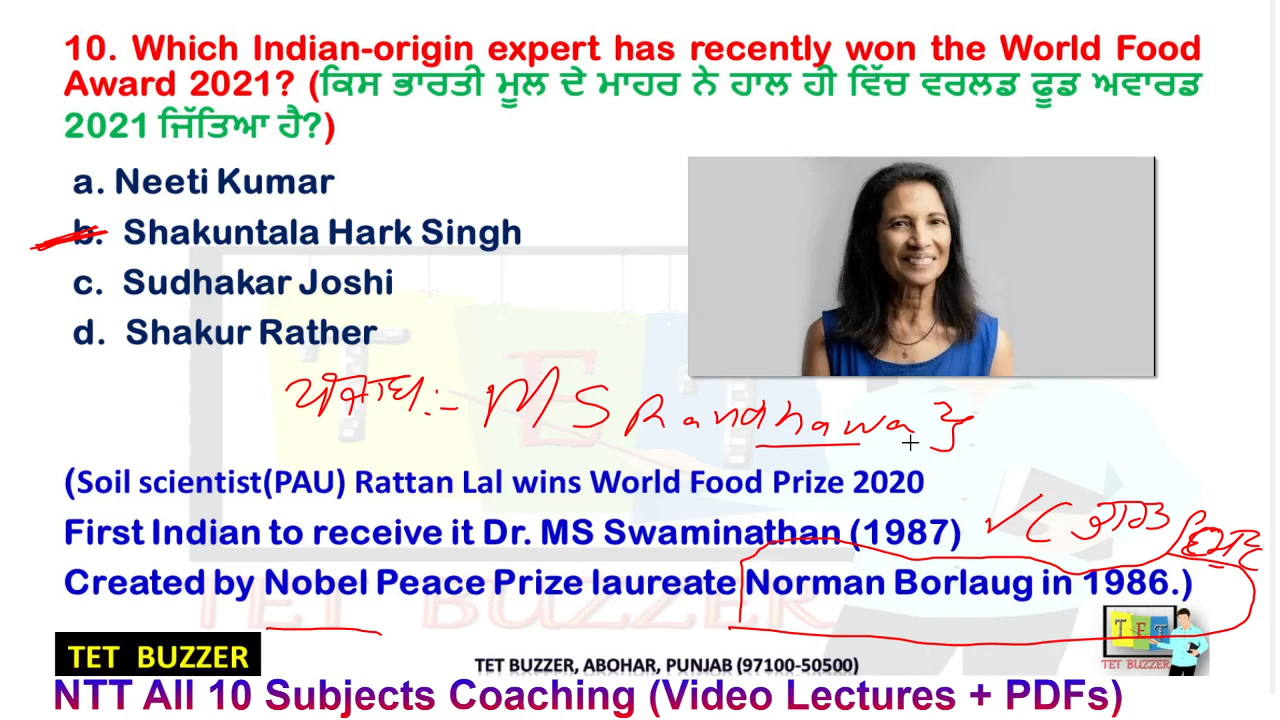 10. Which Indian-origin expert has recently won the World Food
Award 2021? (ਕਿਸ ਭਾਰਤੀ ਮੂਲ ਦੇ ਮਾਹਰ ਨੇ ਹਾਲ ਹੀ ਵਿੱਚ ਵਰਲਡ ਫੂਡ ਅਵਾਰਡ
2021 ਜਿੱਤਿਆ ਹੈ?)
a. Neeti Kumar
b. Shakuntala Hark Singh
c. Sudhakar Joshi
d. Shakur Rather
ਪੰਜਾਬ:- MS Randhawa
(Soil scientist(PAU) Rattan Lal wins World Food Prize 2020
First Indian to receive it Dr. MS Swaminathan (1987)
Created by Nobel Peace Prize laureate Norman Borlaug in 1986.)
TET
TET BUZZER
TET BUZZER
TET BUZZER
TET BUZZER, ABOHAR, PUNJAB (97100-50500)
NTT All 10 Subjects Coaching (Video Lectures + PDFs)